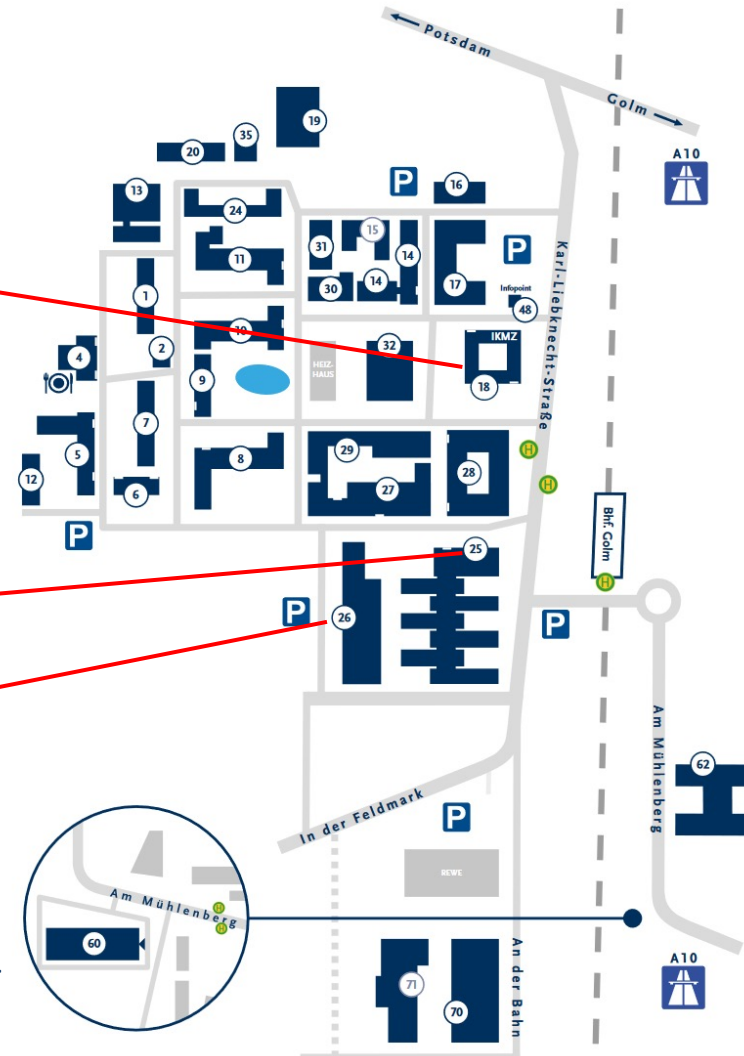 Potsdam
Golm
A10
19
35
20
13
P
16
24
15
31
14
P
11
17
1
30
14
Infopoint
48
Karl-Liebknecht-Straße
10
IKMZ
2
32
4
HEIZ-
HAUS
9
18
7
29
H
5
8
28
12
27
H
6
P
Bhf. Golm
25
H
P
26
P
Am Mühlenberg
62
In der Feldmark
P
REWE
Am Mühlenberg
H
H
60
A10
An der Bahn
71
70